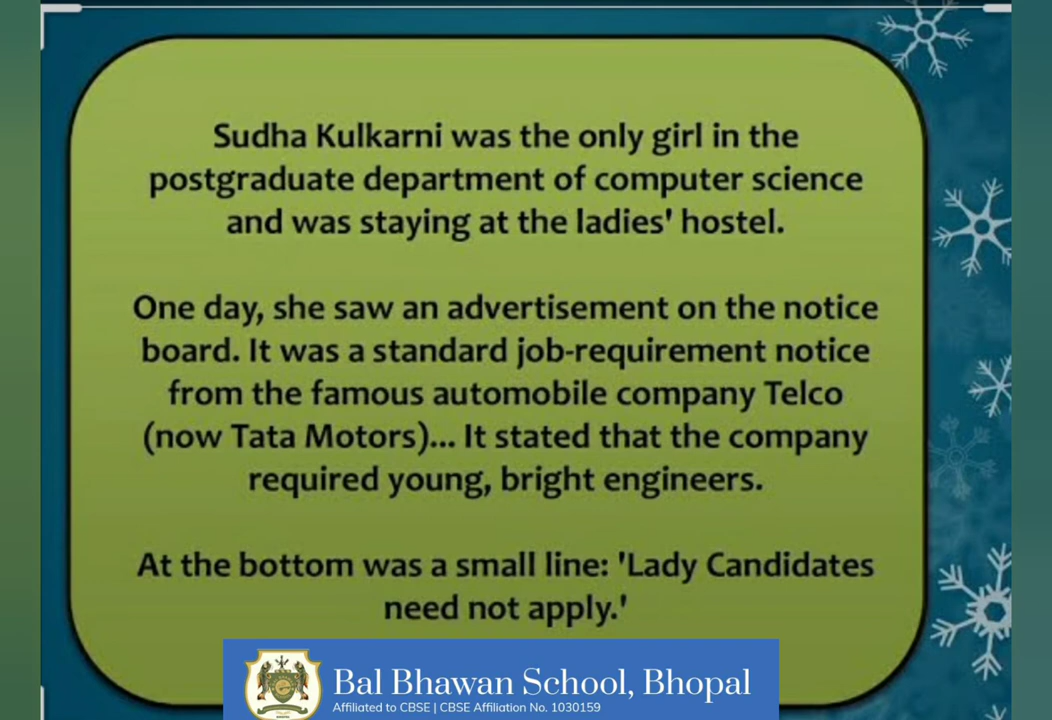 Sudha Kulkarni was the only girl in the
postgraduate department of computer science
and was staying at the ladies' hostel.
One day, she saw an advertisement on the notice
board. It was a standard job-requirement notice
from the famous automobile company Telco
(now Tata Motors)... It stated that the company
required young, bright engineers.
At the bottom was a small line: 'Lady Candidates
need not apply.'
Bal Bhawan School, Bhopal
Affiliated to CBSE | CBSE Affiliation No. 1030159